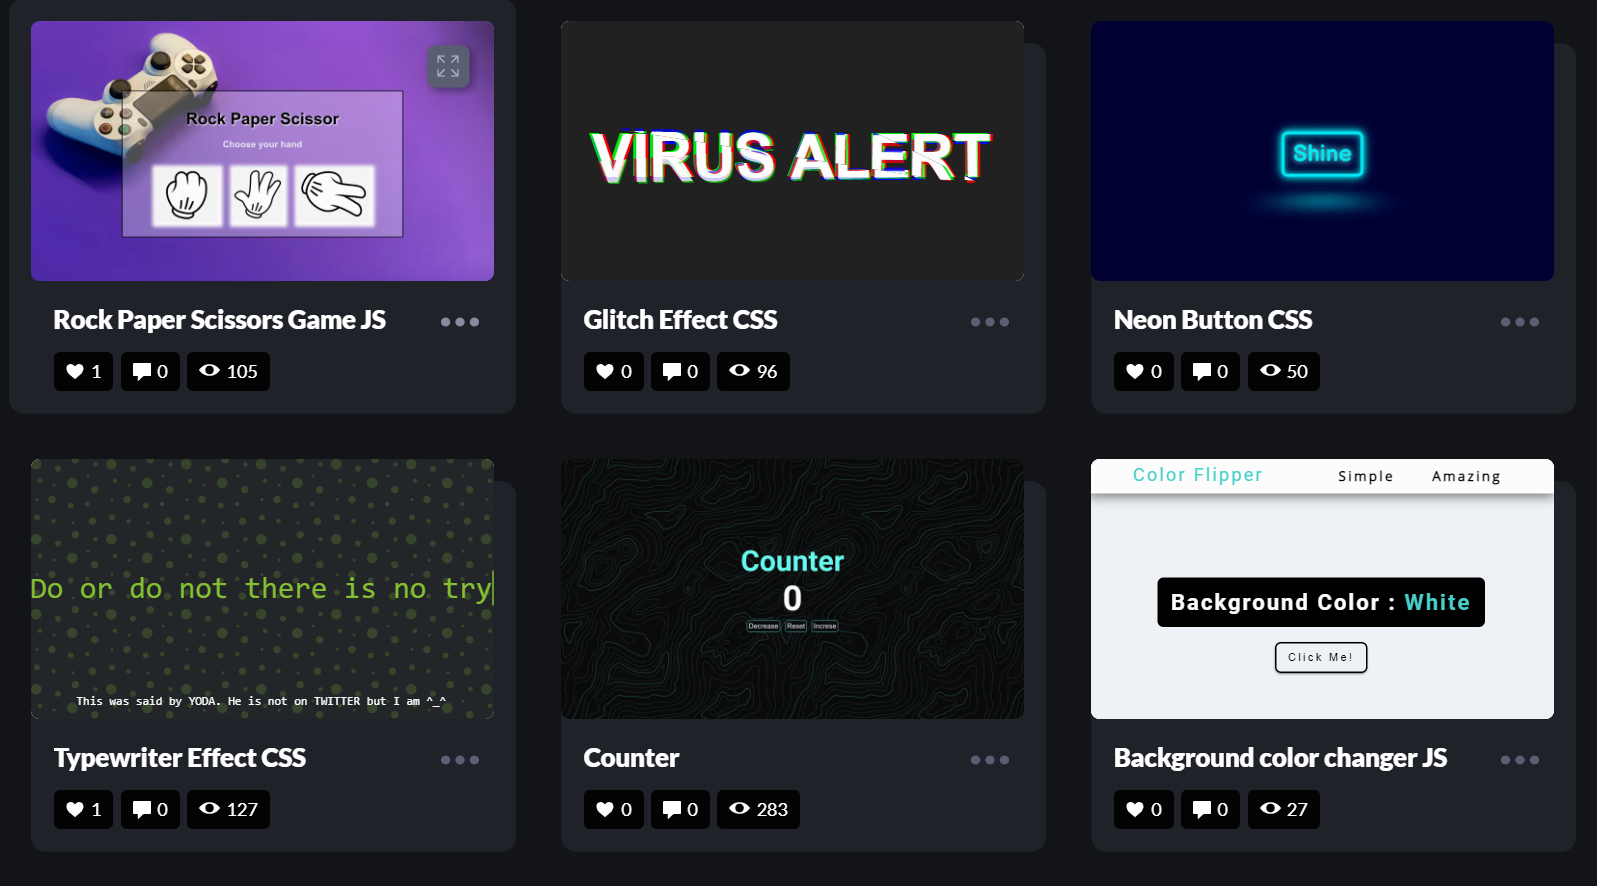 Rock Paper Scissor
Choose your hand
Rock Paper Scissors Game JS
1 0 105
VIRUS ALERT
Glitch Effect CSS
0 0 96
Shine
Neon Button CSS
0 0 50
Do or do not there is no try
This was said by YODA. He is not on TWITTER but I am ^_^
Typewriter Effect CSS
1 0 127
Counter
0
Decrease Reset Increse
Counter
0 0 283
Color Flipper Simple Amazing
Background Color : White
Click Me!
Background color changer JS
0 0 27